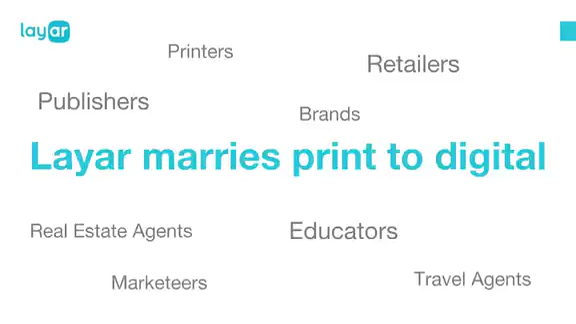 layar
Printers
Retailers
Publishers
Brands
Layar marries print to digital
Real Estate Agents
Educators
Marketeers
Travel Agents